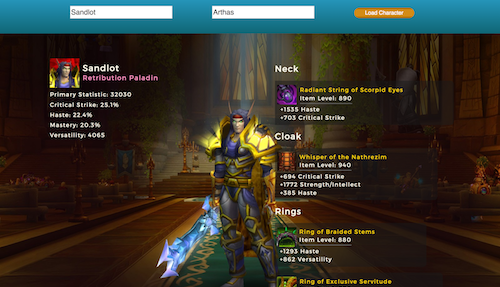 Sandlot
Arthas
Load Character
Sandlot
Retribution Paladin
Primary Statistic: 32030
Critical Strike: 25.1%
Haste: 22.4%
Mastery: 20.3%
Versatility: 4065
Neck
Radiant String of Scorpid Eyes
Item Level: 890
+1535 Haste
+703 Critical Strike
Cloak
Whisper of the Nathrezim
Item Level: 940
+694 Critical Strike
+1772 Strength/Intellect
+385 Haste
Rings
Ring of Braided Stems
Item Level: 880
+1293 Haste
+862 Versatility
Ring of Exclusive Servitude